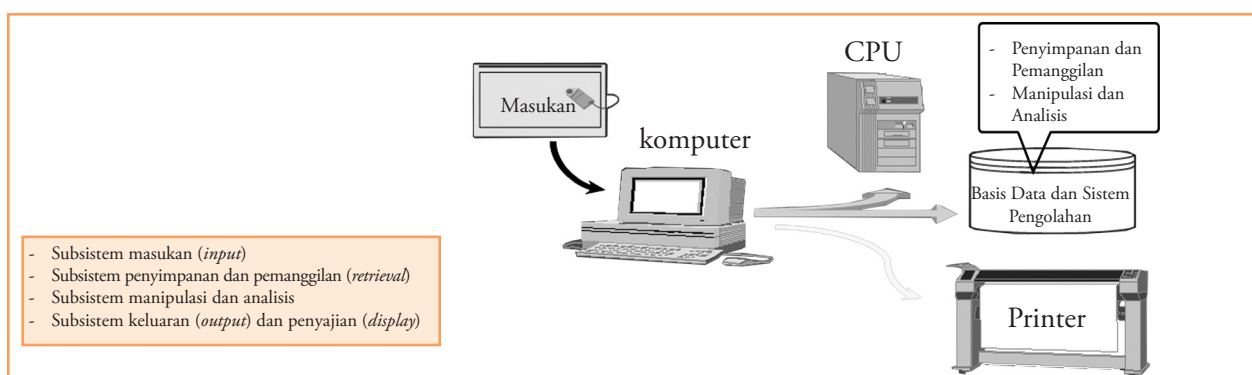 CPU
- Penyimpanan dan
Pemanggilan
- Manipulasi dan
Analisis
Masukan
komputer
Basis Data dan Sistem
Pengolahan
- Subsistem masukan (input)
- Subsistem penyimpanan dan pemanggilan (retrieval)
- Subsistem manipulasi dan analisis
- Subsistem keluaran (output) dan penyajian (display)
Printer